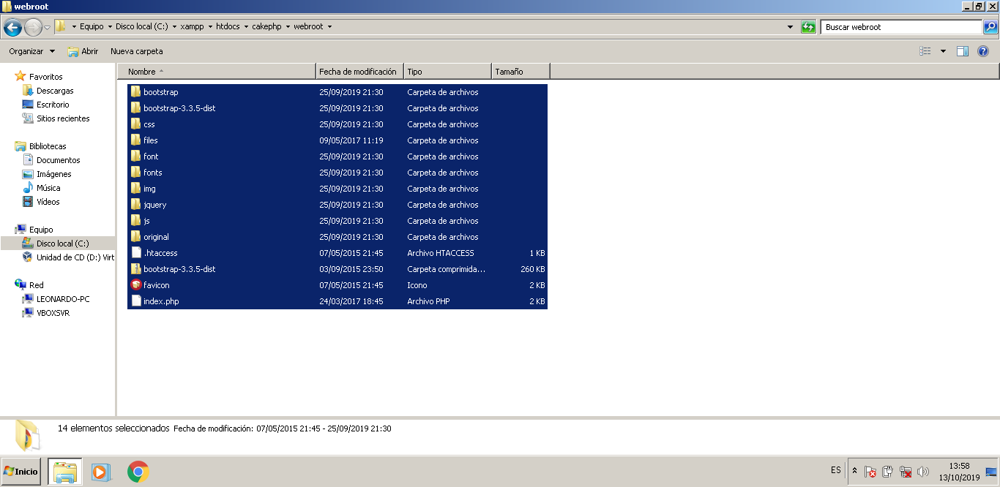 webroot
Equipo Disco local (C:) xampp htdocs cakephp webroot
Buscar webroot
Organizar Abrir Nueva carpeta
Nombre Fecha de modificación Tipo Tamaño
Favoritos
Descargas
Escritorio
Sitios recientes
Bibliotecas
Documentos
Imágenes
Música
Vídeos
Equipo
Disco local (C:)
Unidad de CD (D:) Virt
Red
LEONARDO-PC
VBOXSVR
bootstrap 25/09/2019 21:30 Carpeta de archivos
bootstrap-3.3.5-dist 25/09/2019 21:30 Carpeta de archivos
css 25/09/2019 21:30 Carpeta de archivos
files 09/05/2017 11:19 Carpeta de archivos
font 25/09/2019 21:30 Carpeta de archivos
fonts 25/09/2019 21:30 Carpeta de archivos
img 25/09/2019 21:30 Carpeta de archivos
jquery 25/09/2019 21:30 Carpeta de archivos
js 25/09/2019 21:30 Carpeta de archivos
original 25/09/2019 21:30 Carpeta de archivos
.htaccess 07/05/2015 21:45 Archivo HTACCESS 1 KB
bootstrap-3.3.5-dist 03/09/2015 23:50 Carpeta comprimida... 260 KB
favicon 07/05/2015 21:45 Icono 2 KB
index.php 24/03/2017 18:45 Archivo PHP 2 KB
14 elementos seleccionados Fecha de modificación: 07/05/2015 21:45 - 25/09/2019 21:30
Inicio
ES
13:58
13/10/2019